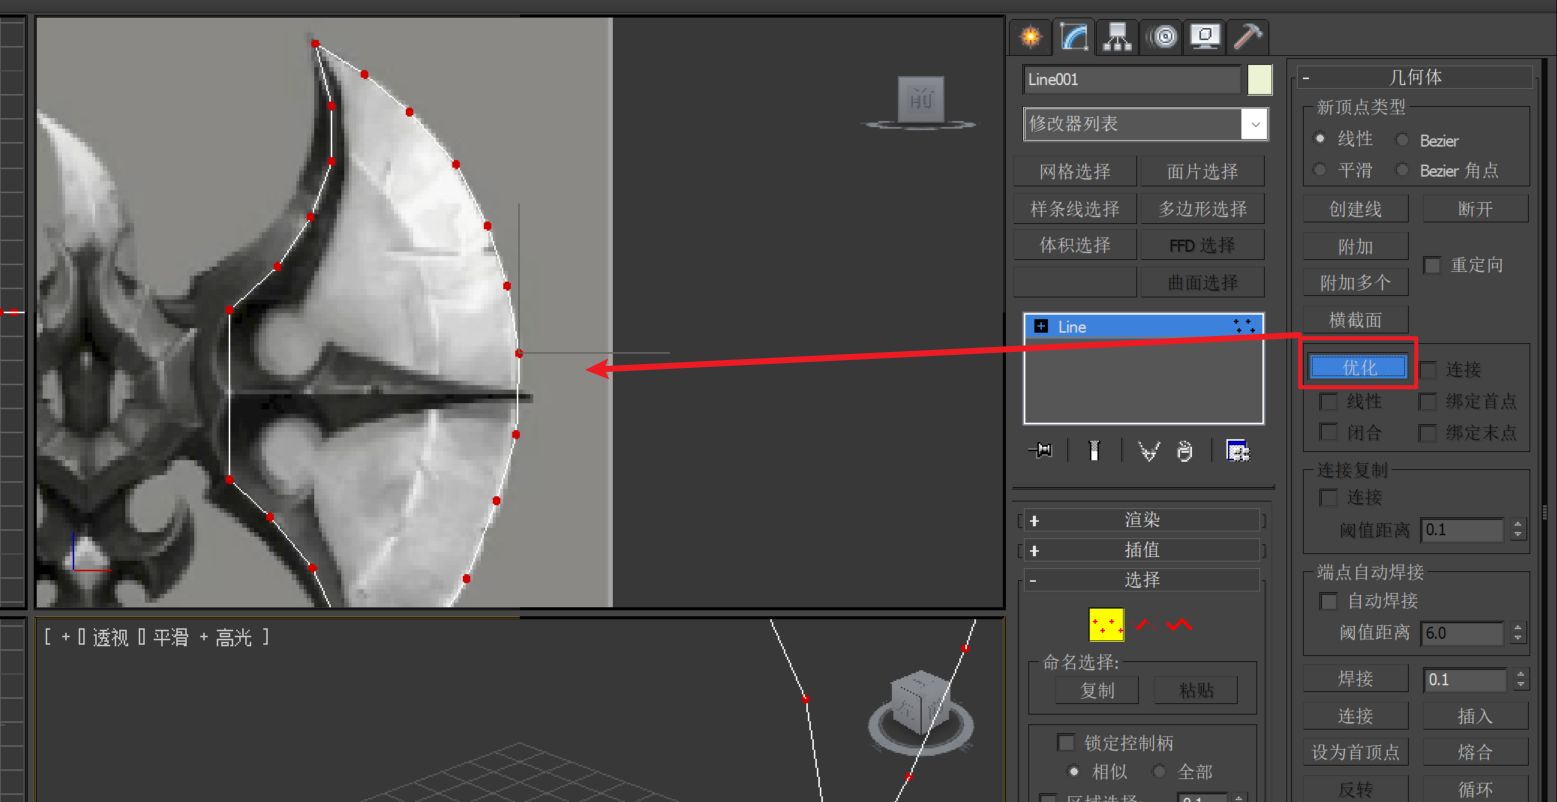 前
[ + [] 透视 [] 平滑 + 高光 ]
Line001
修改器列表
网格选择
面片选择
样条线选择
多边形选择
体积选择
FFD 选择
曲面选择
+ Line
+ 渲染
+ 插值
- 选择
命名选择:
复制
粘贴
锁定控制柄
相似
全部
区域选择:
0.1
- 几何体
新顶点类型
线性
Bezier
平滑
Bezier 角点
创建线
断开
附加
重定向
附加多个
横截面
优化
连接
线性
绑定首点
闭合
绑定末点
连接复制
连接
阈值距离
0.1
端点自动焊接
自动焊接
阈值距离
6.0
焊接
0.1
连接
插入
设为首顶点
熔合
反转
循环